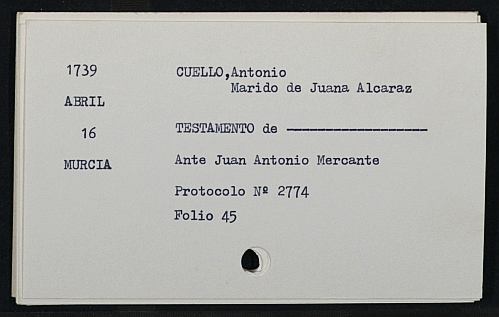 1739 CUELLO,Antonio
Marido de Juana Alcaraz
ABRIL
16 TESTAMENTO de -------------------
MURCIA Ante Juan Antonio Mercante
Protocolo Nº 2774
Folio 45